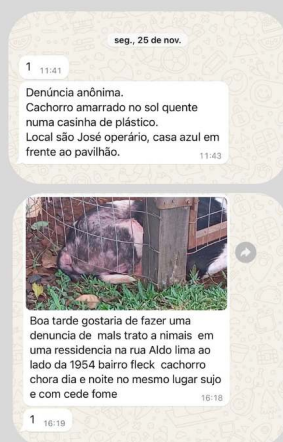 seg., 25 de nov.
1 11:41
Denúncia anônima.
Cachorro amarrado no sol quente
numa casinha de plástico.
Local são José operário, casa azul em
frente ao pavilhão.
11:43
Boa tarde gostaria de fazer uma
denuncia de mals trato a nimais em
uma ressidencia na rua Aldo lima ao
lado da 1954 bairro fleck cachorro
chora dia e noite no mesmo lugar sujo
e com cede fome
16:18
1 16:19